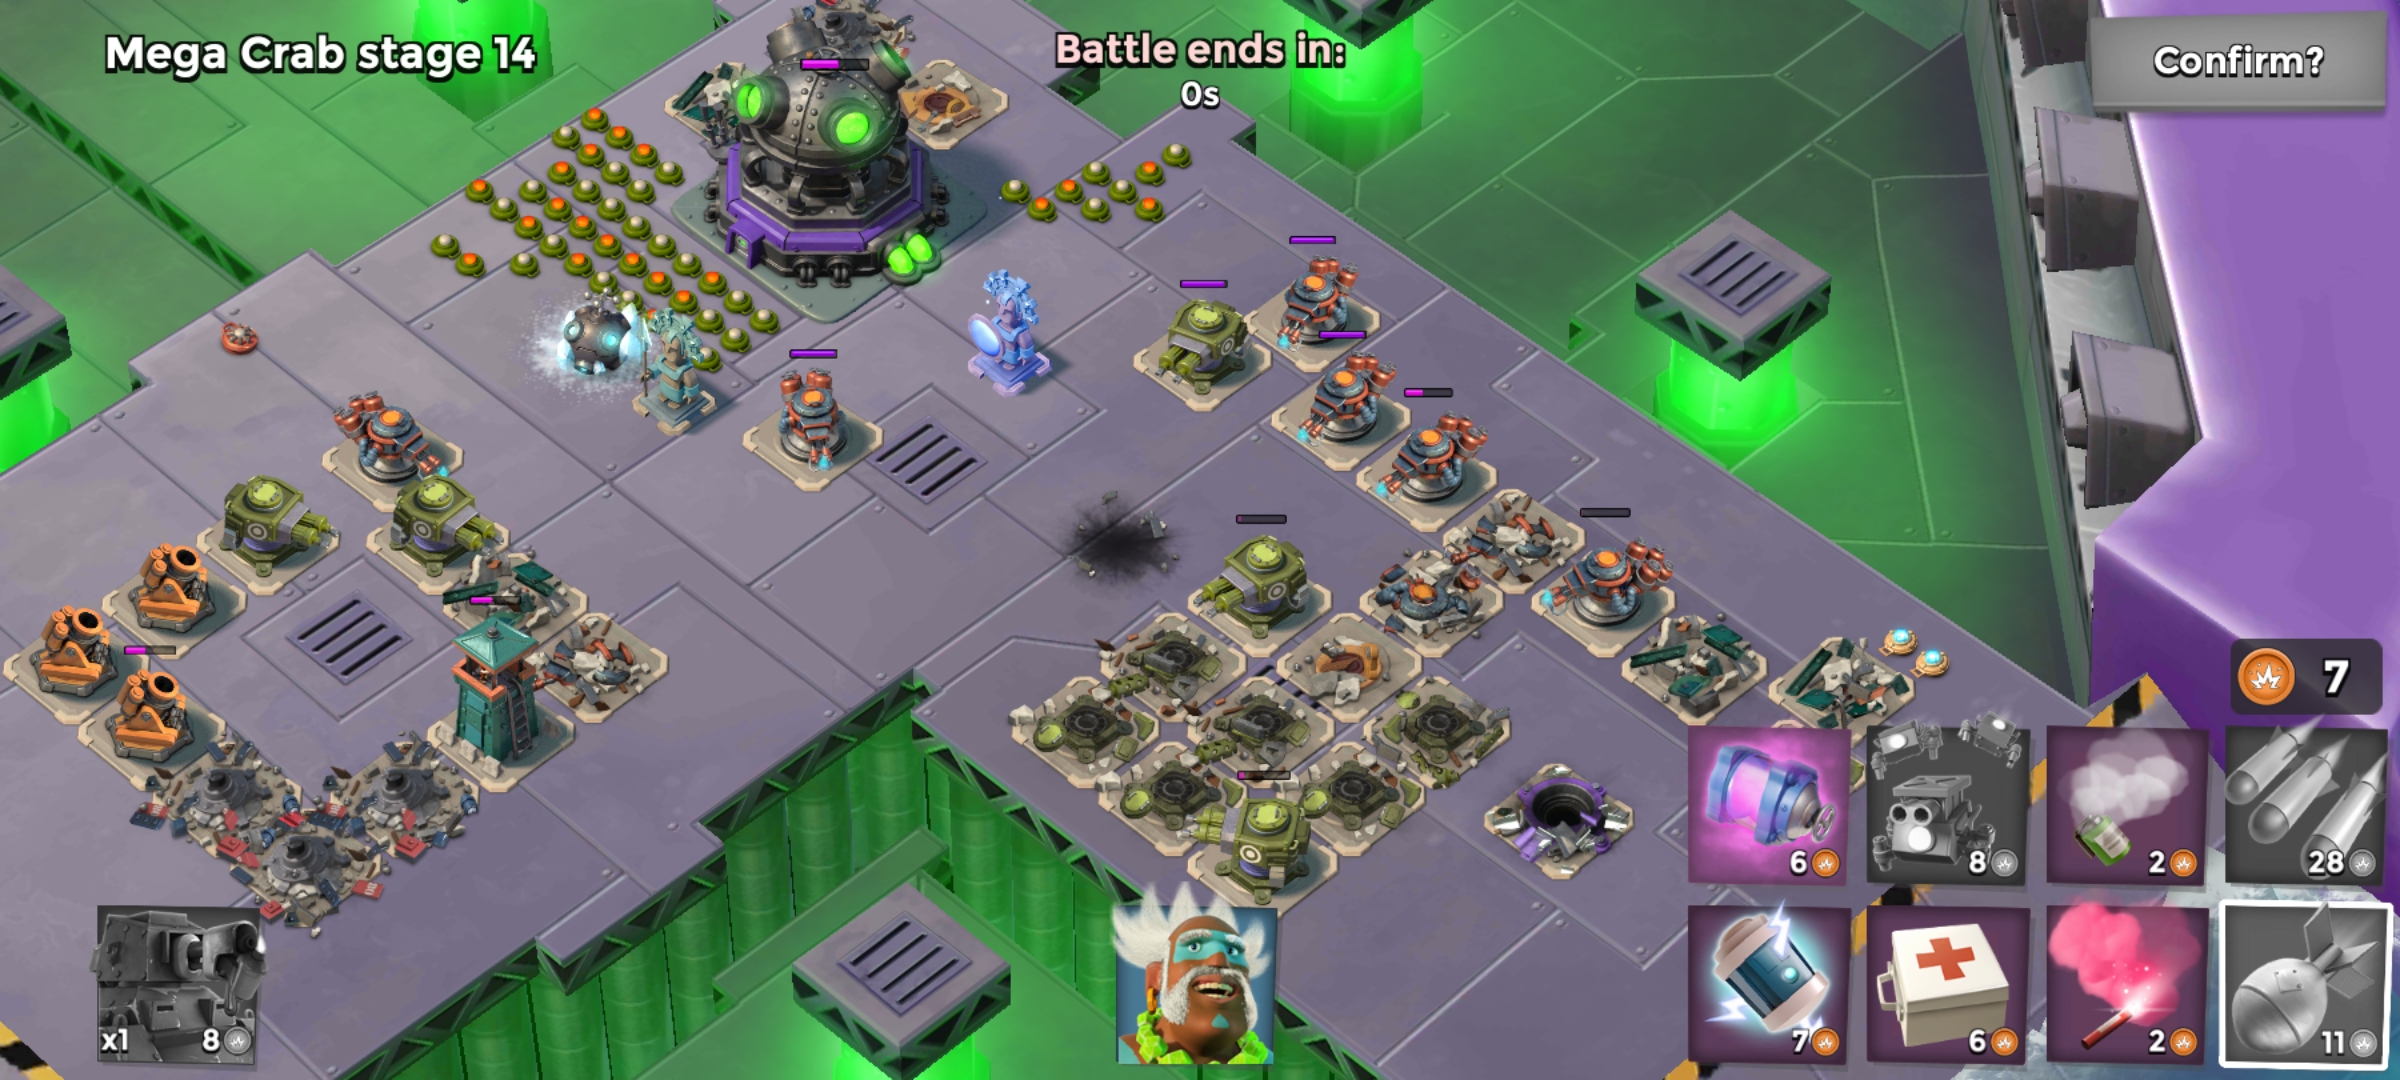 Mega Crab stage 14
Battle ends in:
0s
Confirm?
7
6
8
2
28
7
6
2
11
x1
8